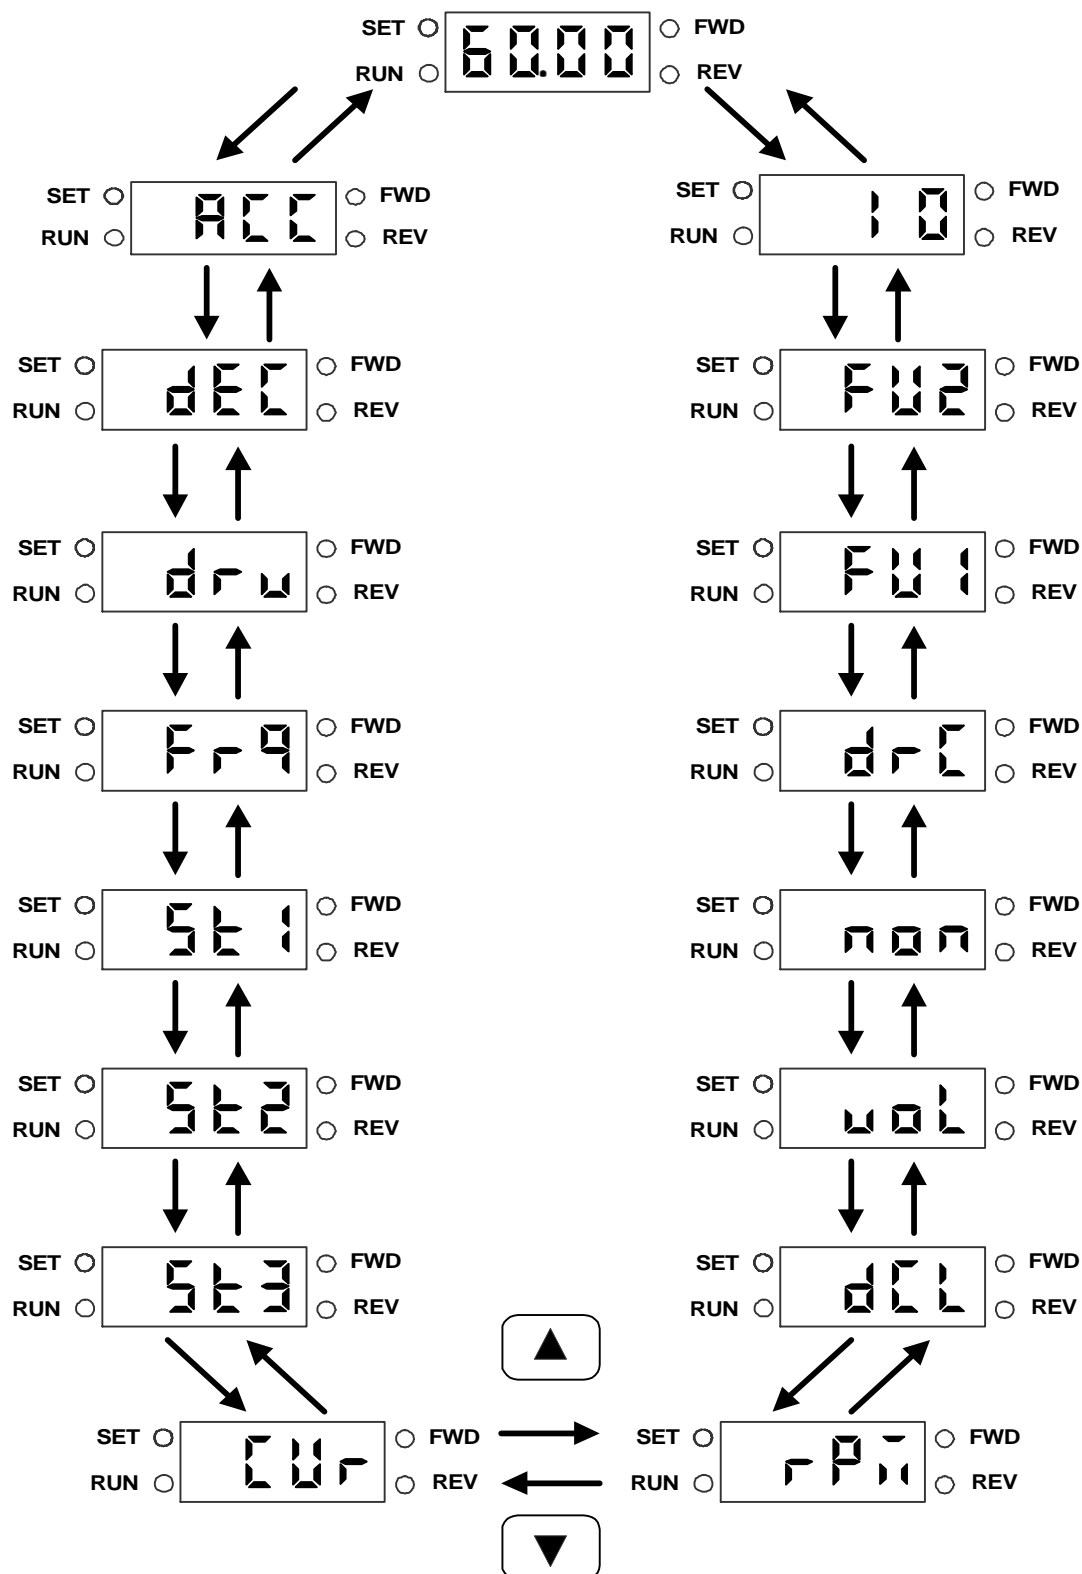 SET 60.00 FWD
RUN REV
SET ACC FWD
RUN REV
SET 10 FWD
RUN REV
SET dEC FWD
RUN REV
SET FU2 FWD
RUN REV
SET drv FWD
RUN REV
SET FU1 FWD
RUN REV
SET Frq FWD
RUN REV
SET drC FWD
RUN REV
SET St1 FWD
RUN REV
SET non FWD
RUN REV
SET St2 FWD
RUN REV
SET voL FWD
RUN REV
SET St3 FWD
RUN REV
SET dCL FWD
RUN REV
SET CUr FWD
RUN REV
SET rPM FWD
RUN REV